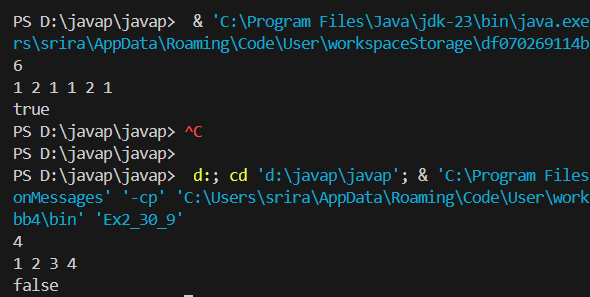 PS D:\javap\javap>  & 'C:\Program Files\Java\jdk-23\bin\java.exe
rs\srira\AppData\Roaming\Code\User\workspaceStorage\df070269114b
6
1 2 1 1 2 1
true
PS D:\javap\javap> ^C
PS D:\javap\javap>
PS D:\javap\javap>  d:; cd 'd:\javap\javap'; & 'C:\Program Files
onMessages' '-cp' 'C:\Users\srira\AppData\Roaming\Code\User\work
bb4\bin' 'Ex2_30_9'
4
1 2 3 4
false